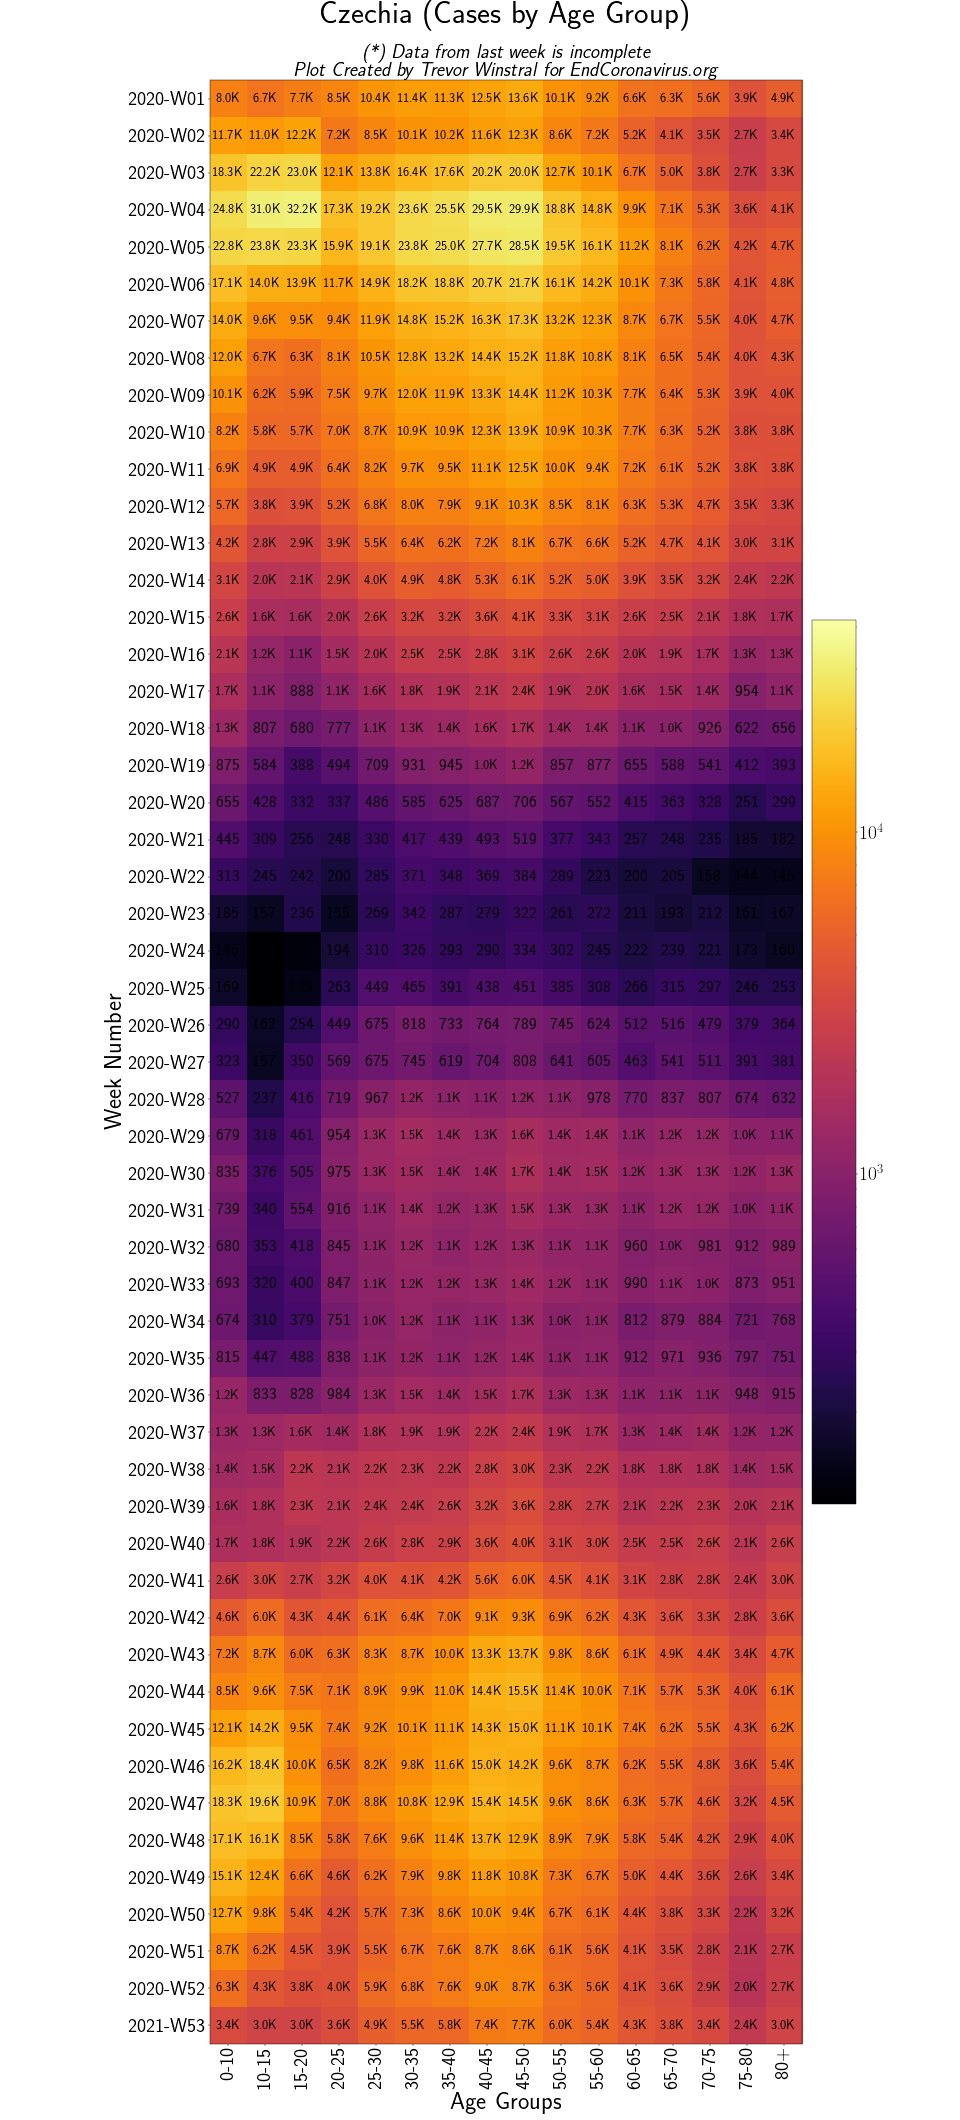 Czechia (Cases by Age Group)
(*) Data from last week is incomplete
Plot Created by Trevor Winstral for EndCoronavirus.org
2020-W01 8.0K 6.7K 7.7K 8.5K 10.4K 11.4K 11.3K 12.5K 13.6K 10.1K 9.2K 6.6K 6.3K 5.6K 3.9K 4.9K
2020-W02 11.7K 11.0K 12.2K 7.2K 8.5K 10.1K 10.2K 11.6K 12.3K 8.6K 7.2K 5.2K 4.1K 3.5K 2.7K 3.4K
2020-W03 18.3K 22.2K 23.0K 12.1K 13.8K 16.4K 17.6K 20.2K 20.0K 12.7K 10.1K 6.7K 5.0K 3.8K 2.7K 3.3K
2020-W04 24.8K 31.0K 32.2K 17.3K 19.2K 23.6K 25.5K 29.5K 29.9K 18.8K 14.8K 9.9K 7.1K 5.3K 3.6K 4.1K
2020-W05 22.8K 23.8K 23.3K 15.9K 19.1K 23.8K 25.0K 27.7K 28.5K 19.5K 16.1K 11.2K 8.1K 6.2K 4.2K 4.7K
2020-W06 17.1K 14.0K 13.9K 11.7K 14.9K 18.2K 18.8K 20.7K 21.7K 16.1K 14.2K 10.1K 7.3K 5.8K 4.1K 4.8K
2020-W07 14.0K 9.6K 9.5K 9.4K 11.9K 14.8K 15.2K 16.3K 17.3K 13.2K 12.3K 8.7K 6.7K 5.5K 4.0K 4.7K
2020-W08 12.0K 6.7K 6.3K 8.1K 10.5K 12.8K 13.2K 14.4K 15.2K 11.8K 10.8K 8.1K 6.5K 5.4K 4.0K 4.3K
2020-W09 10.1K 6.2K 5.9K 7.5K 9.7K 12.0K 11.9K 13.3K 14.4K 11.2K 10.3K 7.7K 6.4K 5.3K 3.9K 4.0K
2020-W10 8.2K 5.8K 5.7K 7.0K 8.7K 10.9K 10.9K 12.3K 13.9K 10.9K 10.3K 7.7K 6.3K 5.2K 3.8K 3.8K
2020-W11 6.9K 4.9K 4.9K 6.4K 8.2K 9.7K 9.5K 11.1K 12.5K 10.0K 9.4K 7.2K 6.1K 5.2K 3.8K 3.8K
2020-W12 5.7K 3.8K 3.9K 5.2K 6.8K 8.0K 7.9K 9.1K 10.3K 8.5K 8.1K 6.3K 5.3K 4.7K 3.5K 3.3K
2020-W13 4.2K 2.8K 2.9K 3.9K 5.5K 6.4K 6.2K 7.2K 8.1K 6.7K 6.6K 5.2K 4.7K 4.1K 3.0K 3.1K
2020-W14 3.1K 2.0K 2.1K 2.9K 4.0K 4.9K 4.8K 5.3K 6.1K 5.2K 5.0K 3.9K 3.5K 3.2K 2.4K 2.2K
2020-W15 2.6K 1.6K 1.6K 2.0K 2.6K 3.2K 3.2K 3.6K 4.1K 3.3K 3.1K 2.6K 2.5K 2.1K 1.8K 1.7K
2020-W16 2.1K 1.2K 1.1K 1.5K 2.0K 2.5K 2.5K 2.8K 3.1K 2.6K 2.6K 2.0K 1.9K 1.7K 1.3K 1.3K
2020-W17 1.7K 1.1K 888 1.1K 1.6K 1.8K 1.9K 2.1K 2.4K 1.9K 2.0K 1.6K 1.5K 1.4K 954 1.1K
2020-W18 1.3K 807 680 777 1.1K 1.3K 1.4K 1.6K 1.7K 1.4K 1.4K 1.1K 1.0K 926 622 656
2020-W19 875 584 388 494 709 931 945 1.0K 1.2K 857 877 655 588 541 412 393
2020-W20 655 428 332 337 486 585 625 687 706 567 552 415 363 328 251 299
2020-W21 445 309 256 248 330 417 439 493 519 377 343 257 248 235 185 182
10⁴
2020-W22 313 245 242 200 285 371 348 369 384 289 223 200 205 158
2020-W23 185 157 236 155 269 342 287 279 322 261 272 211 193 212 161 167
2020-W24 194 310 326 293 290 334 302 245 222 239 221 173 160
2020-W25 169 263 449 465 391 438 451 385 308 266 315 297 246 253
2020-W26 290 162 254 449 675 818 733 764 789 745 624 512 516 479 379 364
2020-W27 323 157 350 569 675 745 619 704 808 641 605 463 541 511 391 381
2020-W28 527 237 416 719 967 1.2K 1.1K 1.1K 1.2K 1.1K 978 770 837 807 674 632
2020-W29 679 318 461 954 1.3K 1.5K 1.4K 1.3K 1.6K 1.4K 1.4K 1.1K 1.2K 1.2K 1.0K 1.1K
2020-W30 835 376 505 975 1.3K 1.5K 1.4K 1.4K 1.7K 1.4K 1.5K 1.2K 1.3K 1.3K 1.2K 1.3K
10³
2020-W31 739 340 554 916 1.1K 1.4K 1.2K 1.3K 1.5K 1.3K 1.3K 1.1K 1.2K 1.2K 1.0K 1.1K
2020-W32 680 353 418 845 1.1K 1.2K 1.1K 1.2K 1.3K 1.1K 1.1K 960 1.0K 981 912 989
2020-W33 693 320 400 847 1.1K 1.2K 1.2K 1.3K 1.4K 1.2K 1.1K 990 1.1K 1.0K 873 951
2020-W34 674 310 379 751 1.0K 1.2K 1.1K 1.1K 1.3K 1.0K 1.1K 812 879 884 721 768
2020-W35 815 447 488 838 1.1K 1.2K 1.1K 1.2K 1.4K 1.1K 1.1K 912 971 936 797 751
2020-W36 1.2K 833 828 984 1.3K 1.5K 1.4K 1.5K 1.7K 1.3K 1.3K 1.1K 1.1K 1.1K 948 915
2020-W37 1.3K 1.3K 1.6K 1.4K 1.8K 1.9K 1.9K 2.2K 2.4K 1.9K 1.7K 1.3K 1.4K 1.4K 1.2K 1.2K
2020-W38 1.4K 1.5K 2.2K 2.1K 2.2K 2.3K 2.2K 2.8K 3.0K 2.3K 2.2K 1.8K 1.8K 1.8K 1.4K 1.5K
2020-W39 1.6K 1.8K 2.3K 2.1K 2.4K 2.4K 2.6K 3.2K 3.6K 2.8K 2.7K 2.1K 2.2K 2.3K 2.0K 2.1K
2020-W40 1.7K 1.8K 1.9K 2.2K 2.6K 2.8K 2.9K 3.6K 4.0K 3.1K 3.0K 2.5K 2.5K 2.6K 2.1K 2.6K
2020-W41 2.6K 3.0K 2.7K 3.2K 4.0K 4.1K 4.2K 5.6K 6.0K 4.5K 4.1K 3.1K 2.8K 2.8K 2.4K 3.0K
2020-W42 4.6K 6.0K 4.3K 4.4K 6.1K 6.4K 7.0K 9.1K 9.3K 6.9K 6.2K 4.3K 3.6K 3.3K 2.8K 3.6K
2020-W43 7.2K 8.7K 6.0K 6.3K 8.3K 8.7K 10.0K 13.3K 13.7K 9.8K 8.6K 6.1K 4.9K 4.4K 3.4K 4.7K
2020-W44 8.5K 9.6K 7.5K 7.1K 8.9K 9.9K 11.0K 14.4K 15.5K 11.4K 10.0K 7.1K 5.7K 5.3K 4.0K 6.1K
2020-W45 12.1K 14.2K 9.5K 7.4K 9.2K 10.1K 11.1K 14.3K 15.0K 11.1K 10.1K 7.4K 6.2K 5.5K 4.3K 6.2K
2020-W46 16.2K 18.4K 10.0K 6.5K 8.2K 9.8K 11.6K 15.0K 14.2K 9.6K 8.7K 6.2K 5.5K 4.8K 3.6K 5.4K
2020-W47 18.3K 19.6K 10.9K 7.0K 8.8K 10.8K 12.9K 15.4K 14.5K 9.6K 8.6K 6.3K 5.7K 4.6K 3.2K 4.5K
2020-W48 17.1K 16.1K 8.5K 5.8K 7.6K 9.6K 11.4K 13.7K 12.9K 8.9K 7.9K 5.8K 5.4K 4.2K 2.9K 4.0K
2020-W49 15.1K 12.4K 6.6K 4.6K 6.2K 7.9K 9.8K 11.8K 10.8K 7.3K 6.7K 5.0K 4.4K 3.6K 2.6K 3.4K
2020-W50 12.7K 9.8K 5.4K 4.2K 5.7K 7.3K 8.6K 10.0K 9.4K 6.7K 6.1K 4.4K 3.8K 3.3K 2.2K 3.2K
2020-W51 8.7K 6.2K 4.5K 3.9K 5.5K 6.7K 7.6K 8.7K 8.6K 6.1K 5.6K 4.1K 3.5K 2.8K 2.1K 2.7K
2020-W52 6.3K 4.3K 3.8K 4.0K 5.9K 6.8K 7.6K 9.0K 8.7K 6.3K 5.6K 4.1K 3.6K 2.9K 2.0K 2.7K
2021-W53 3.4K 3.0K 3.0K 3.6K 4.9K 5.5K 5.8K 7.4K 7.7K 6.0K 5.4K 4.3K 3.8K 3.4K 2.4K 3.0K
0-10 10-15 15-20 20-25 25-30 30-35 35-40 40-45 45-50 50-55 55-60 60-65 65-70 70-75 75-80 80+
Age Groups
Week Number